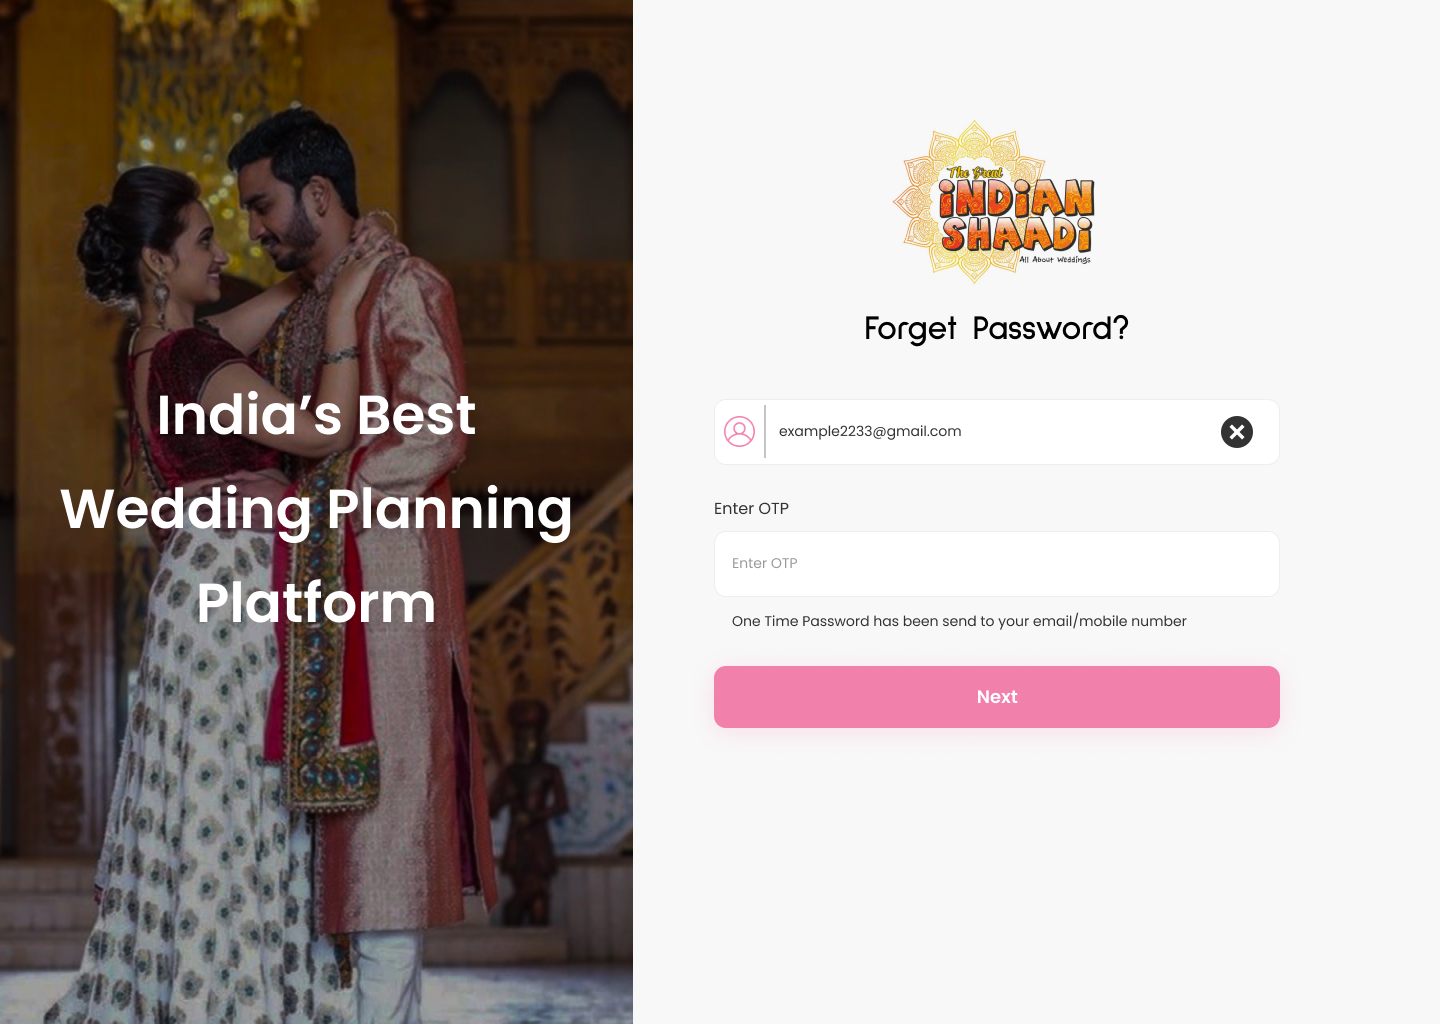 India’s Best
Wedding Planning
Platform
The Great
INDIAN
SHAADI
All About Weddings
Forget Password?
example2233@gmail.com
Enter OTP
Enter OTP
One Time Password has been send to your email/mobile number
Next